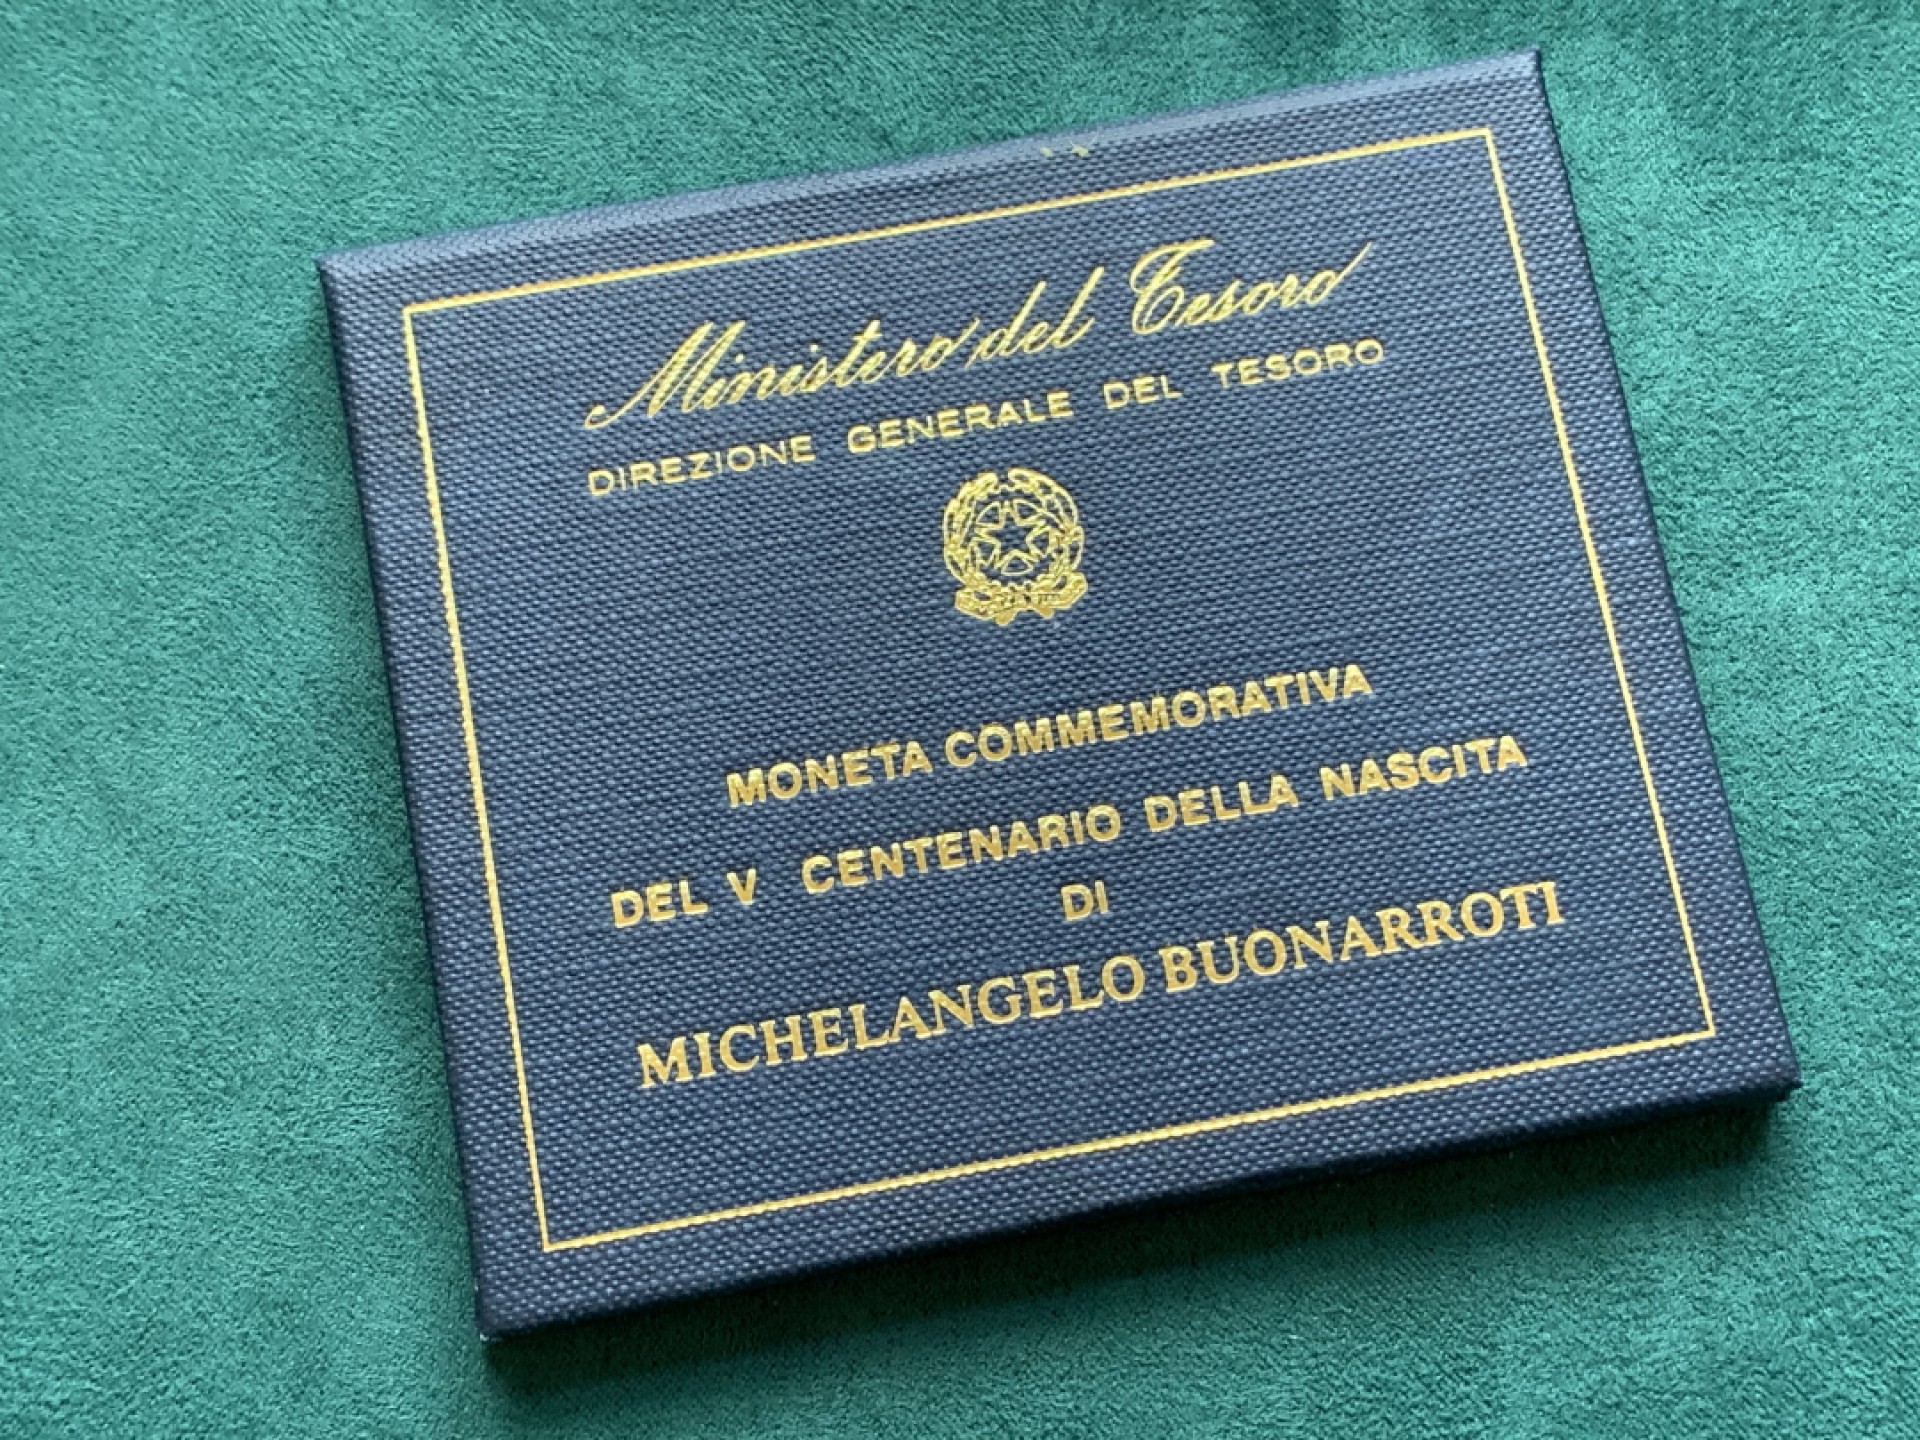 Ministero del Tesoro
DIREZIONE GENERALE DEL TESORO
MONETA COMMEMORATIVA
DEL V CENTENARIO DELLA NASCITA
DI
MICHELANGELO BUONARROTI